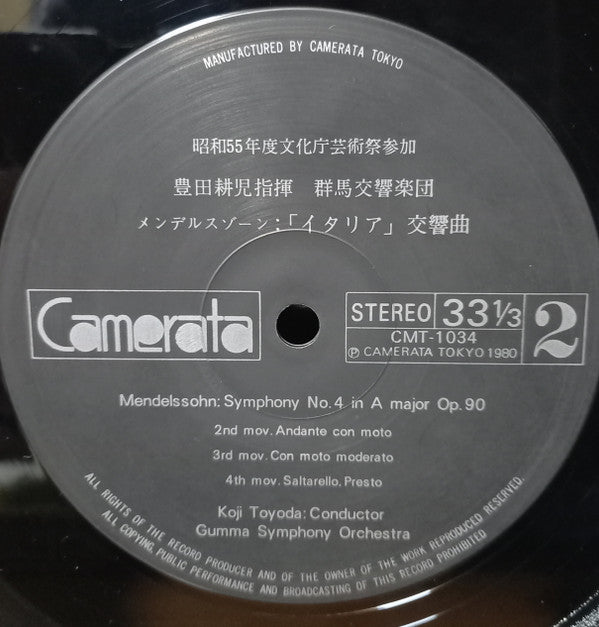 MANUFACTURED BY CAMERATA TOKYO
昭和55年度文化庁芸術祭参加
豊田耕児指揮 群馬交響楽団
メンデルスゾーン:「イタリア」交響曲
Camerata
STEREO 33 1/3 2
CMT-1034
Ⓟ CAMERATA TOKYO 1980
Mendelssohn: Symphony No. 4 in A major Op. 90
2nd mov. Andante con moto
3rd mov. Con moto moderato
4th mov. Saltarello. Presto
Koji Toyoda: Conductor
Gumma Symphony Orchestra
ALL RIGHTS OF THE RECORD PRODUCER AND OF THE OWNER OF THE WORK REPRODUCED RESERVED.
ALL COPYING, PUBLIC PERFORMANCE AND BROADCASTING OF THIS RECORD PROHIBITED